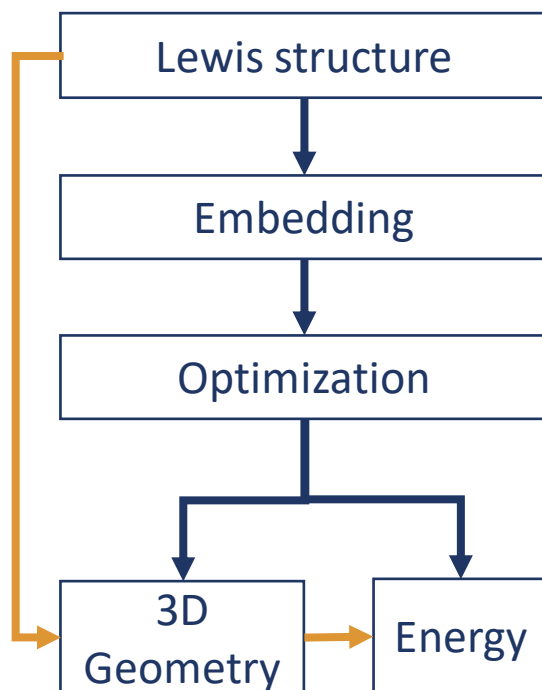 Lewis structure
Embedding
Optimization
3D
Geometry
Energy